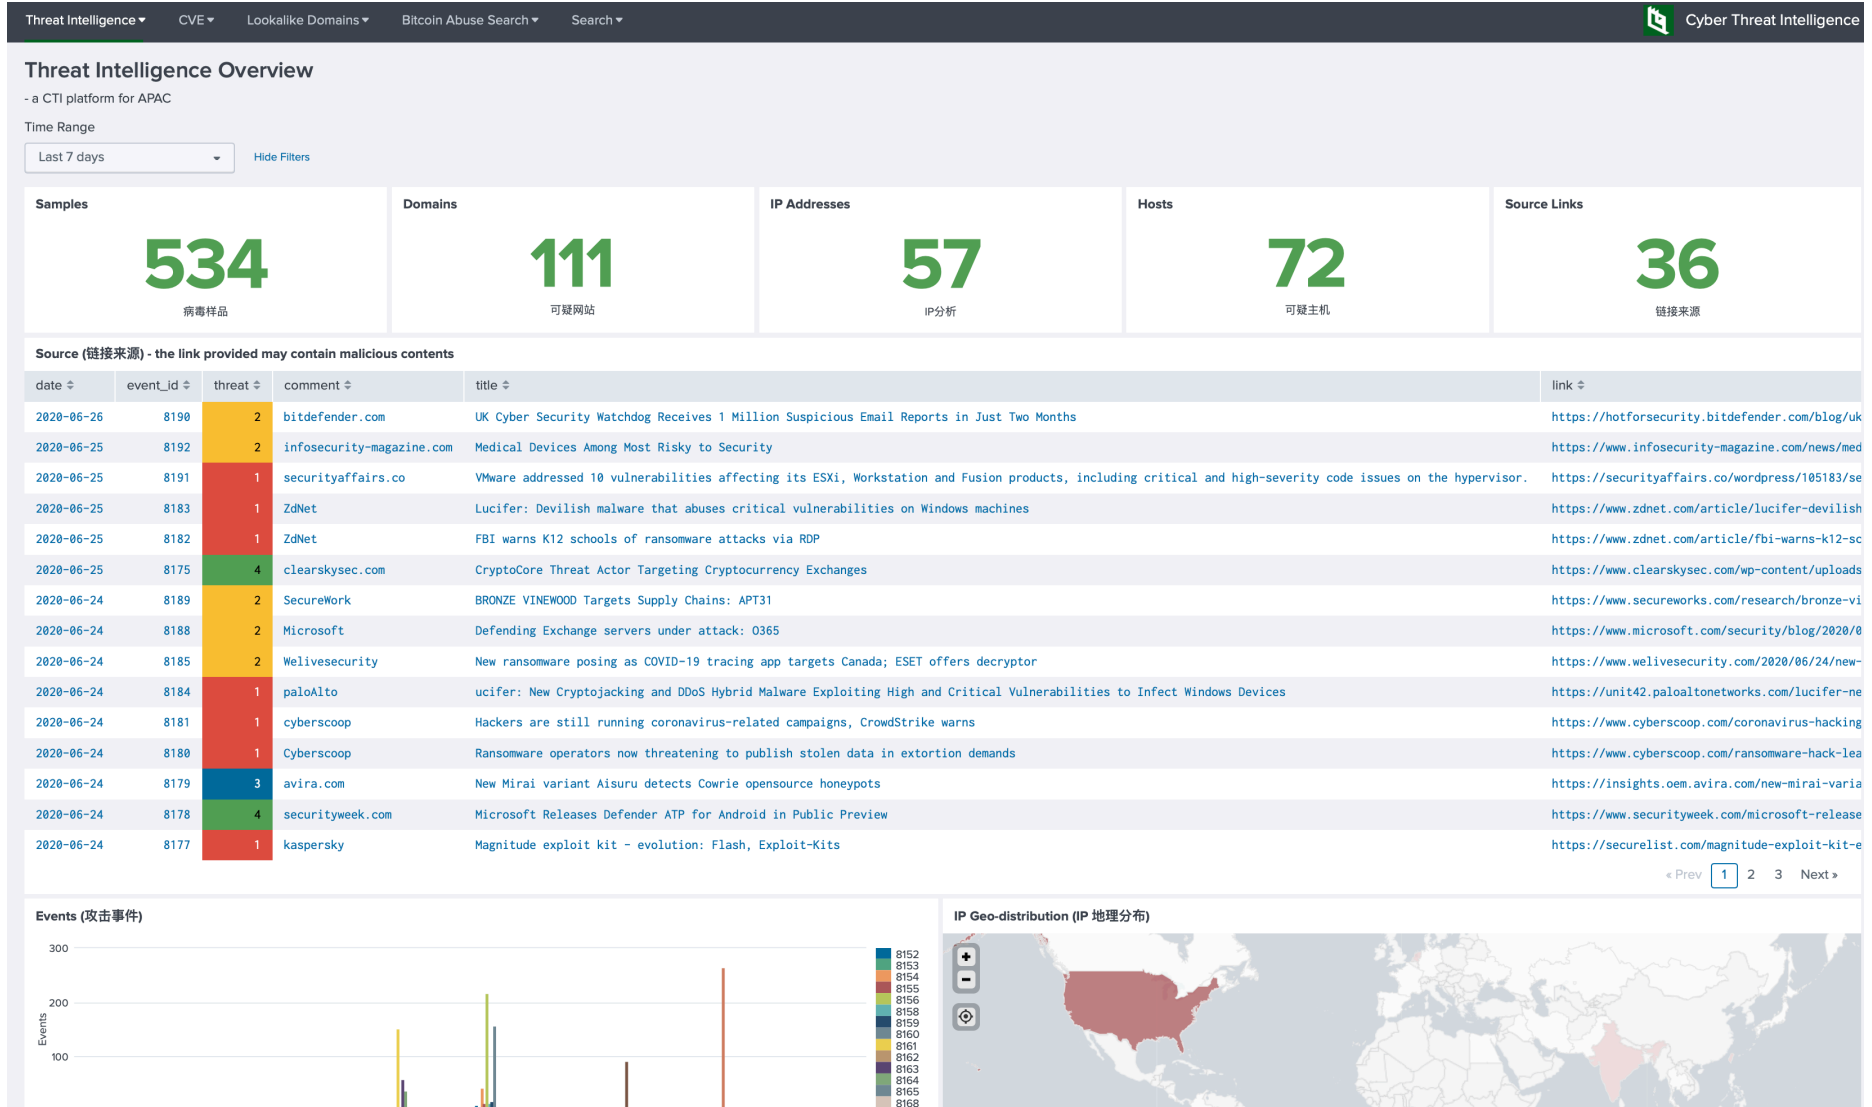 Threat Intelligence CVE Lookalike Domains Bitcoin Abuse Search Search Cyber Threat Intelligence
Threat Intelligence Overview
- a CTI platform for APAC
Time Range
Last 7 days Hide Filters
Samples Domains IP Addresses Hosts Source Links
534 111 57 72 36
病毒样品 可疑网站 IP分析 可疑主机 链接来源
Source (链接来源) - the link provided may contain malicious contents
date event_id threat comment title link
2020-06-26 8190 2 bitdefender.com UK Cyber Security Watchdog Receives 1 Million Suspicious Email Reports in Just Two Months https://hotforsecurity.bitdefender.com/blog/uk
2020-06-25 8192 2 infosecurity-magazine.com Medical Devices Among Most Risky to Security https://www.infosecurity-magazine.com/news/med
2020-06-25 8191 1 securityaffairs.co VMware addressed 10 vulnerabilities affecting its ESXi, Workstation and Fusion products, including critical and high-severity code issues on the hypervisor. https://securityaffairs.co/wordpress/105183/se
2020-06-25 8183 1 ZdNet Lucifer: Devilish malware that abuses critical vulnerabilities on Windows machines https://www.zdnet.com/article/lucifer-devilish
2020-06-25 8182 1 ZdNet FBI warns K12 schools of ransomware attacks via RDP https://www.zdnet.com/article/fbi-warns-k12-sc
2020-06-25 8175 4 clearskysec.com CryptoCore Threat Actor Targeting Cryptocurrency Exchanges https://www.clearskysec.com/wp-content/uploads
2020-06-24 8189 2 SecureWork BRONZE VINEWOOD Targets Supply Chains: APT31 https://www.secureworks.com/research/bronze-vi
2020-06-24 8188 2 Microsoft Defending Exchange servers under attack: O365 https://www.microsoft.com/security/blog/2020/0
2020-06-24 8185 2 Welivesecurity New ransomware posing as COVID-19 tracing app targets Canada; ESET offers decryptor https://www.welivesecurity.com/2020/06/24/new-
2020-06-24 8184 1 paloAlto ucifer: New Cryptojacking and DDoS Hybrid Malware Exploiting High and Critical Vulnerabilities to Infect Windows Devices https://unit42.paloaltonetworks.com/lucifer-ne
2020-06-24 8181 1 cyberscoop Hackers are still running coronavirus-related campaigns, CrowdStrike warns https://www.cyberscoop.com/coronavirus-hacking
2020-06-24 8180 1 Cyberscoop Ransomware operators now threatening to publish stolen data in extortion demands https://www.cyberscoop.com/ransomware-hack-lea
2020-06-24 8179 3 avira.com New Mirai variant Aisuru detects Cowrie opensource honeypots https://insights.oem.avira.com/new-mirai-varia
2020-06-24 8178 4 securityweek.com Microsoft Releases Defender ATP for Android in Public Preview https://www.securityweek.com/microsoft-release
2020-06-24 8177 1 kaspersky Magnitude exploit kit - evolution: Flash, Exploit-Kits https://securelist.com/magnitude-exploit-kit-e
« Prev 1 2 3 Next »
Events (攻击事件) IP Geo-distribution (IP 地理分布)
300
200
100
Events
8152
8153
8154
8155
8156
8158
8159
8160
8161
8162
8163
8164
8165
8168
+
-